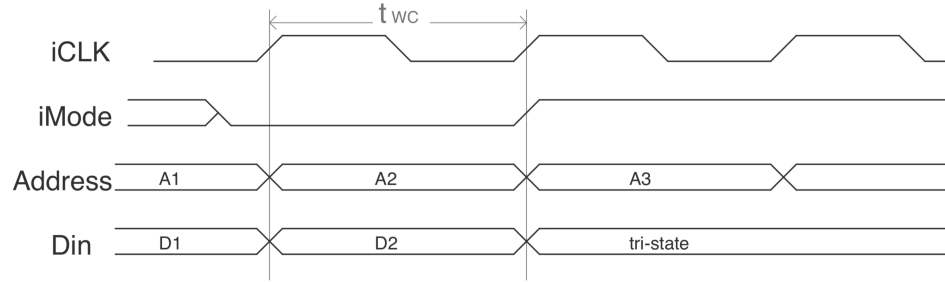 t WC
iCLK
iMode
Address A1 A2 A3
Din D1 D2 tri-state